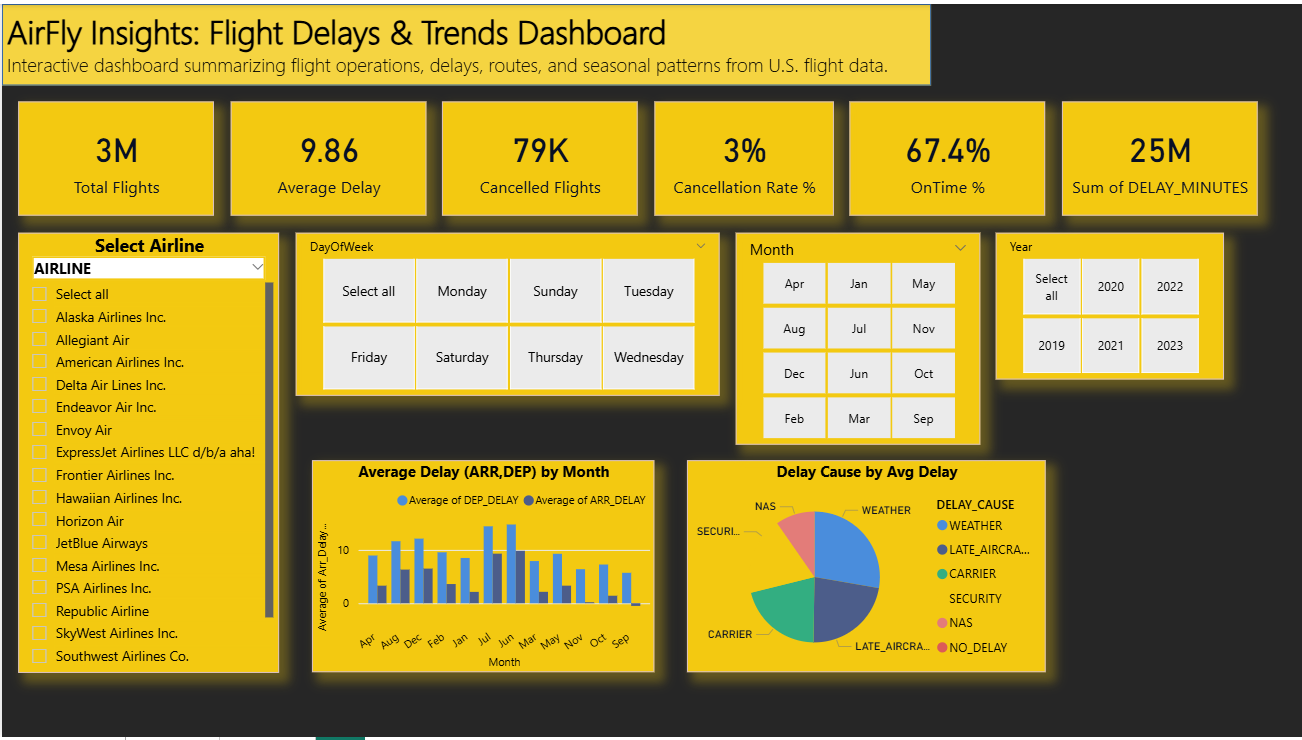 AirFly Insights: Flight Delays & Trends Dashboard
Interactive dashboard summarizing flight operations, delays, routes, and seasonal patterns from U.S. flight data.
3M
Total Flights
9.86
Average Delay
79K
Cancelled Flights
3%
Cancellation Rate %
67.4%
OnTime %
25M
Sum of DELAY_MINUTES
Select Airline
AIRLINE
Select all
Alaska Airlines Inc.
Allegiant Air
American Airlines Inc.
Delta Air Lines Inc.
Endeavor Air Inc.
Envoy Air
ExpressJet Airlines LLC d/b/a aha!
Frontier Airlines Inc.
Hawaiian Airlines Inc.
Horizon Air
JetBlue Airways
Mesa Airlines Inc.
PSA Airlines Inc.
Republic Airline
SkyWest Airlines Inc.
Southwest Airlines Co.
DayOfWeek
Select all Monday Sunday Tuesday
Friday Saturday Thursday Wednesday
Month
Apr Jan May
Aug Jul Nov
Dec Jun Oct
Feb Mar Sep
Year
Select all 2020 2022
2019 2021 2023
Average Delay (ARR,DEP) by Month
Average of DEP_DELAY Average of ARR_DELAY
Average of Arr_Delay...
10
0
Apr Aug Dec Feb Jan Jul Jun Mar May Nov Oct Sep
Month
Delay Cause by Avg Delay
NAS
SECURI...
CARRIER
WEATHER
LATE_AIRCRA...
DELAY_CAUSE
WEATHER
LATE_AIRCRA...
CARRIER
SECURITY
NAS
NO_DELAY